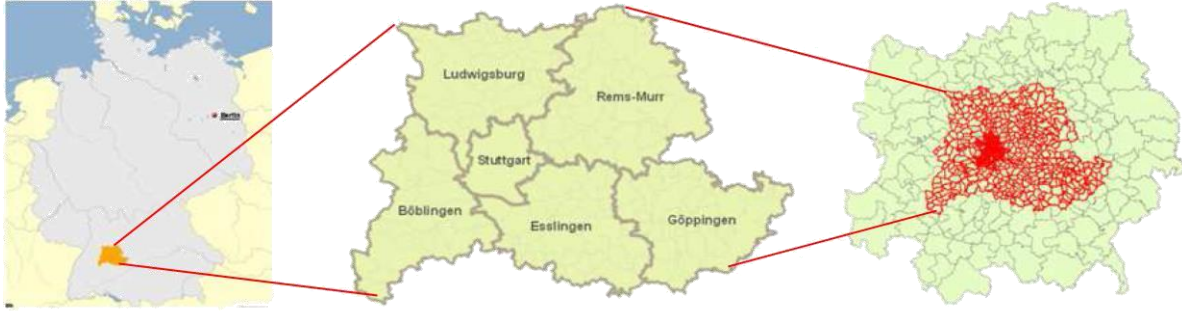 Berlin
Ludwigsburg
Rems-Murr
Stuttgart
Böblingen
Esslingen
Göppingen